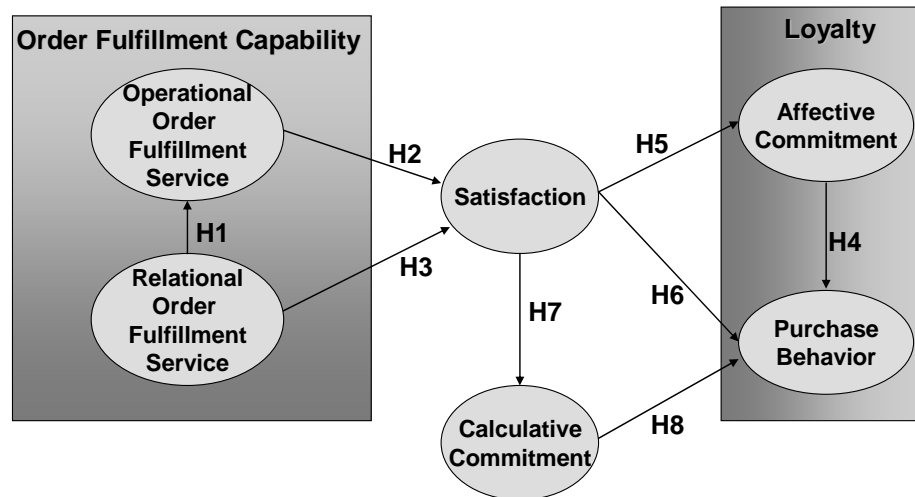 Order Fulfillment Capability
Operational
Order
Fulfillment
Service
H1
Relational
Order
Fulfillment
Service
H2
H3
Satisfaction
H7
Calculative
Commitment
H5
H6
H8
Loyalty
Affective
Commitment
H4
Purchase
Behavior